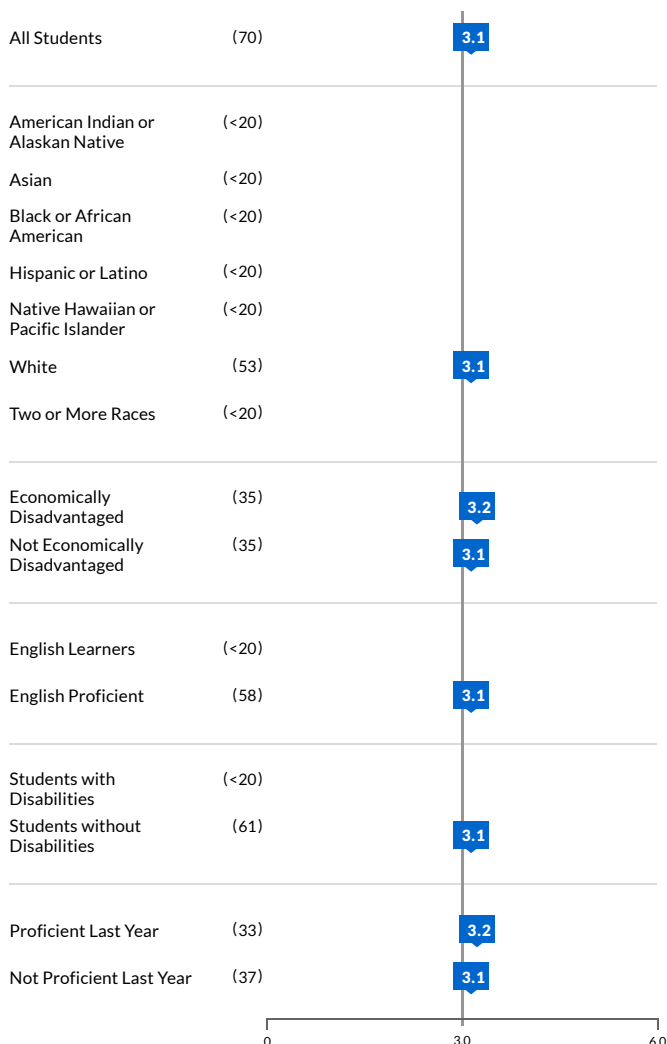 All Students (70) 3.1
American Indian or (<20)
Alaskan Native
Asian (<20)
Black or African (<20)
American
Hispanic or Latino (<20)
Native Hawaiian or (<20)
Pacific Islander
White (53) 3.1
Two or More Races (<20)
Economically (35) 3.2
Disadvantaged
Not Economically (35) 3.1
Disadvantaged
English Learners (<20)
English Proficient (58) 3.1
Students with (<20)
Disabilities
Students without (61) 3.1
Disabilities
Proficient Last Year (33) 3.2
Not Proficient Last Year (37) 3.1
0 3.0 6.0